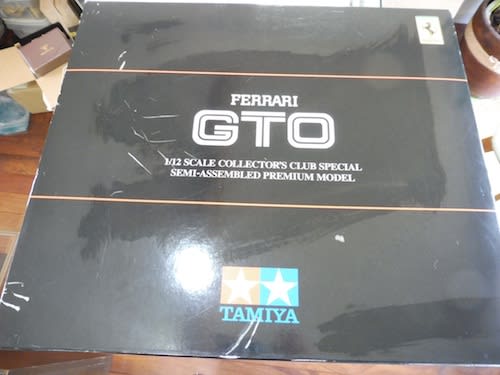 FERRARI
GTO
1/12 SCALE COLLECTOR'S CLUB SPECIAL
SEMI-ASSEMBLED PREMIUM MODEL
TAMIYA